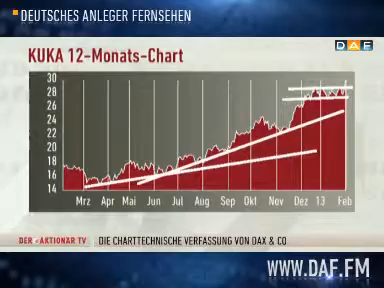 DEUTSCHES ANLEGER FERNSEHEN
DAF
KUKA 12-Monats-Chart
30
28
26
24
22
20
18
16
14
Mrz Apr Mai Jun Jul Aug Sep Okt Nov Dez 13 Feb
DER AKTIONÄR TV DIE CHARTTECHNISCHE VERFASSUNG VON DAX & CO
WWW.DAF.FM